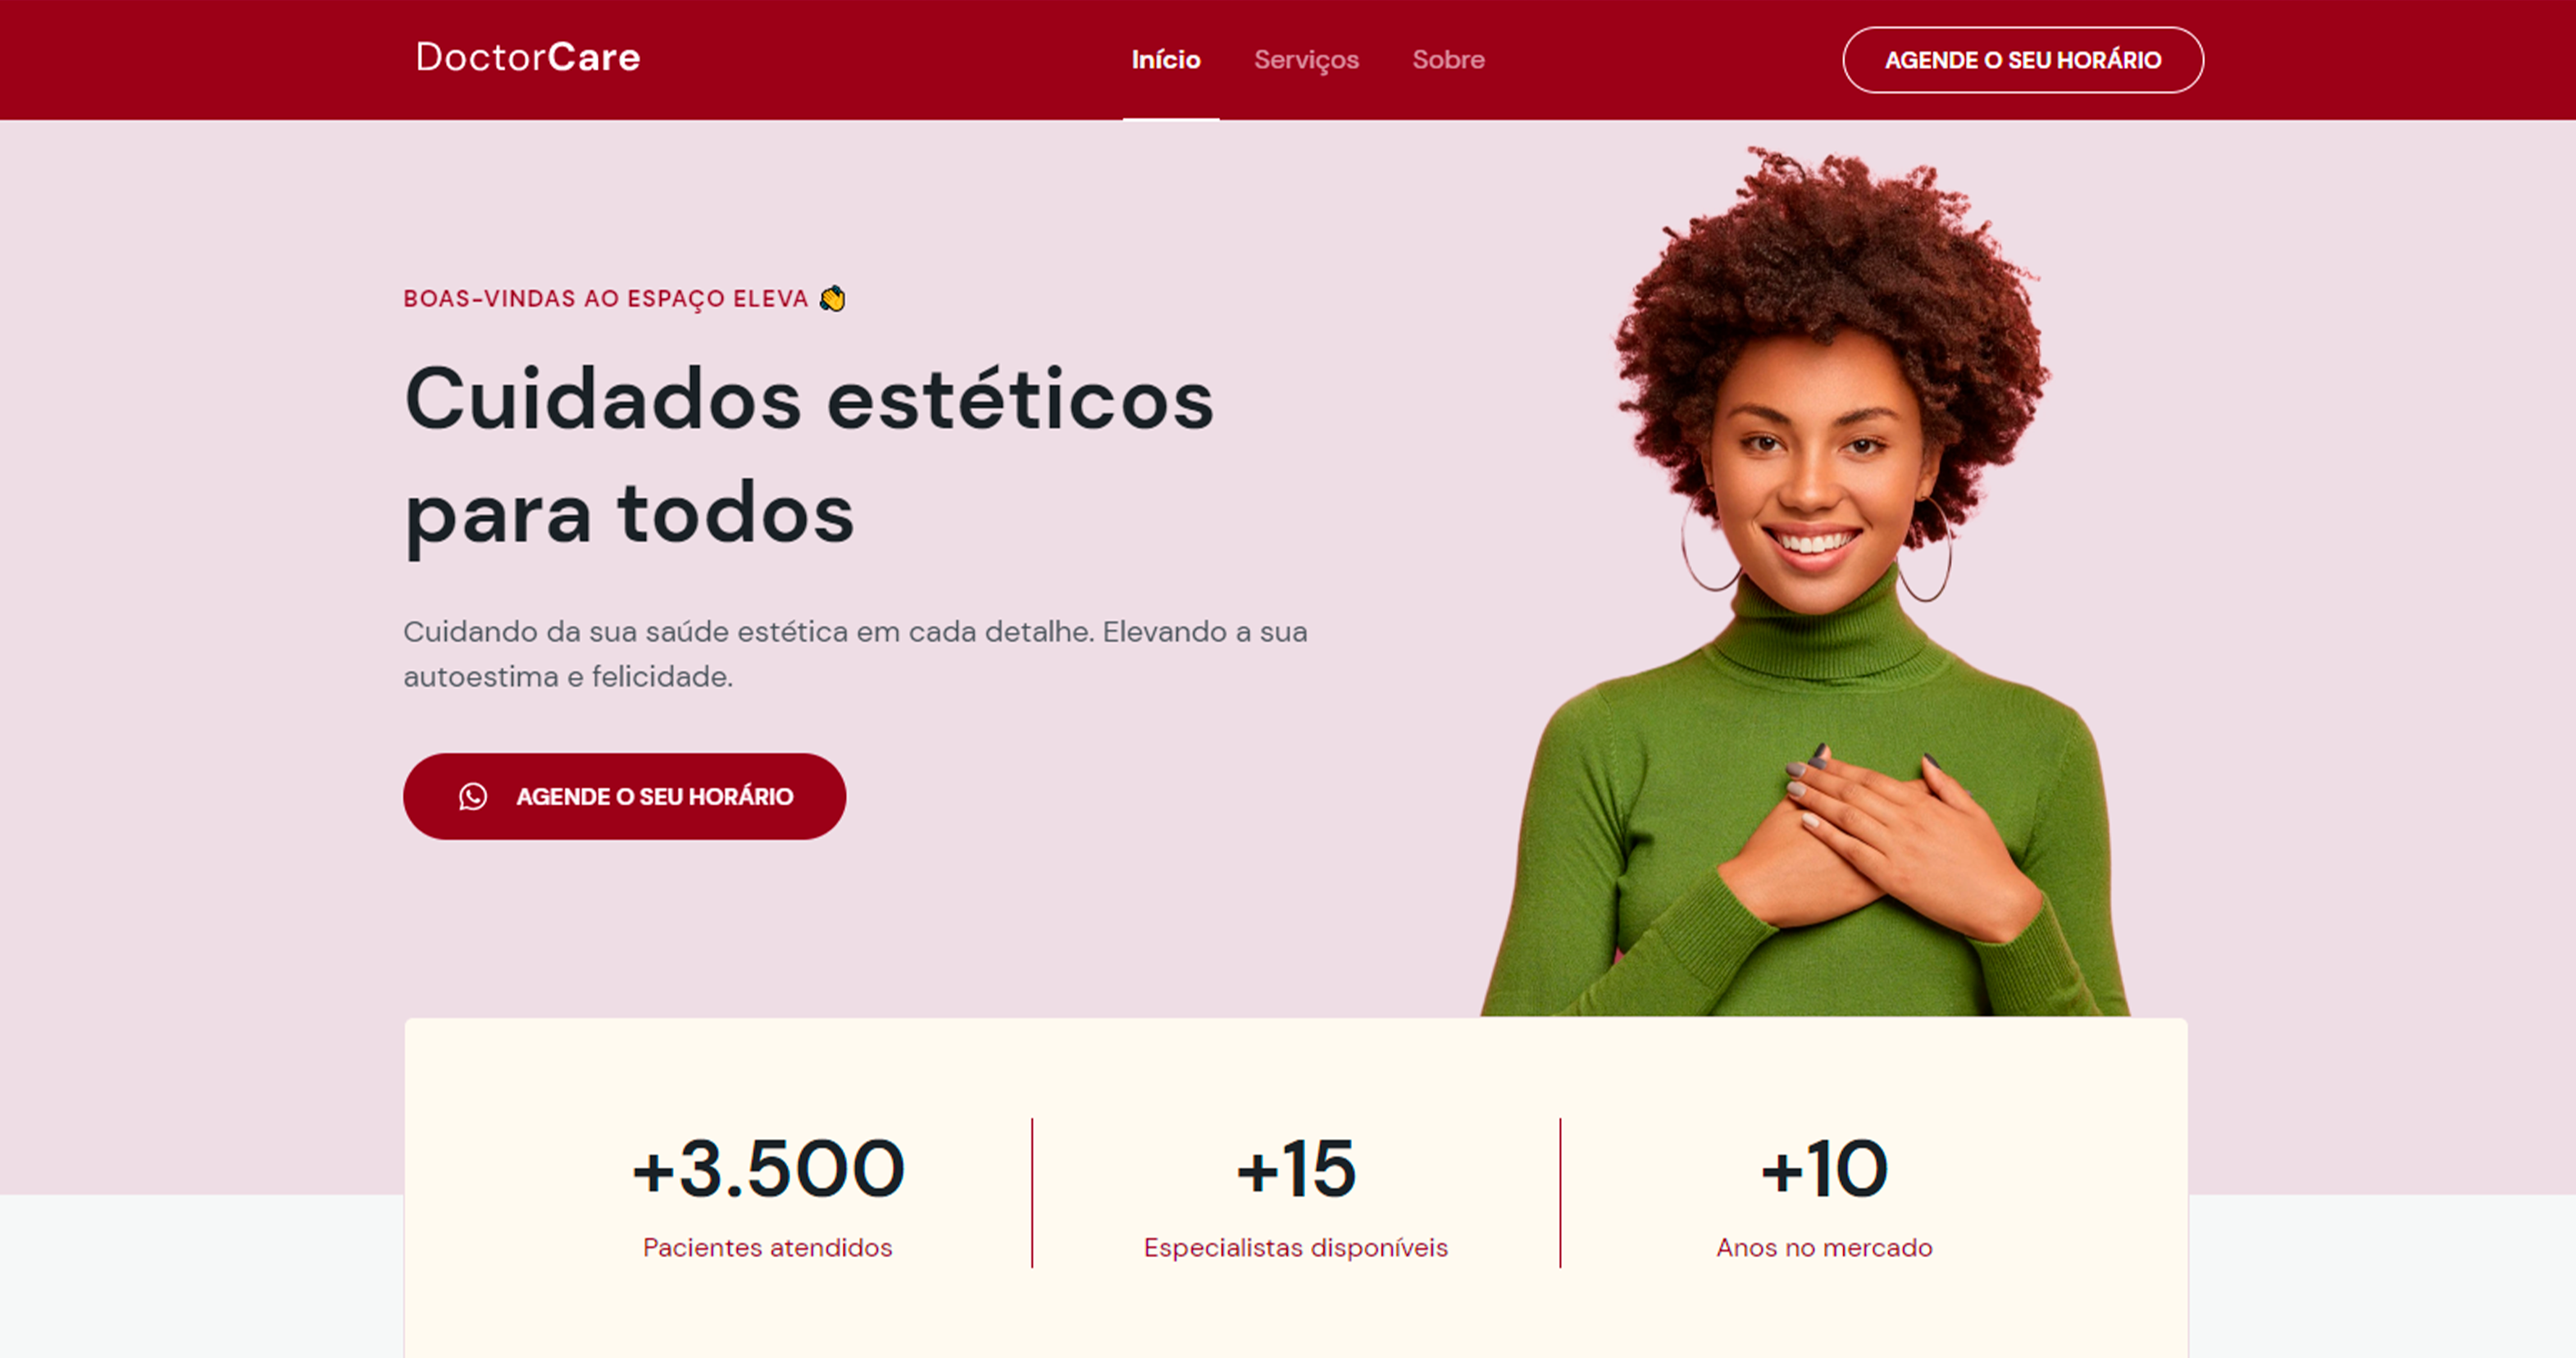 DoctorCare
Início Serviços Sobre
AGENDE O SEU HORÁRIO
BOAS-VINDAS AO ESPAÇO ELEVA 👏
Cuidados estéticos
para todos
Cuidando da sua saúde estética em cada detalhe. Elevando a sua
autoestima e felicidade.
AGENDE O SEU HORÁRIO
+3.500
Pacientes atendidos
+15
Especialistas disponíveis
+10
Anos no mercado